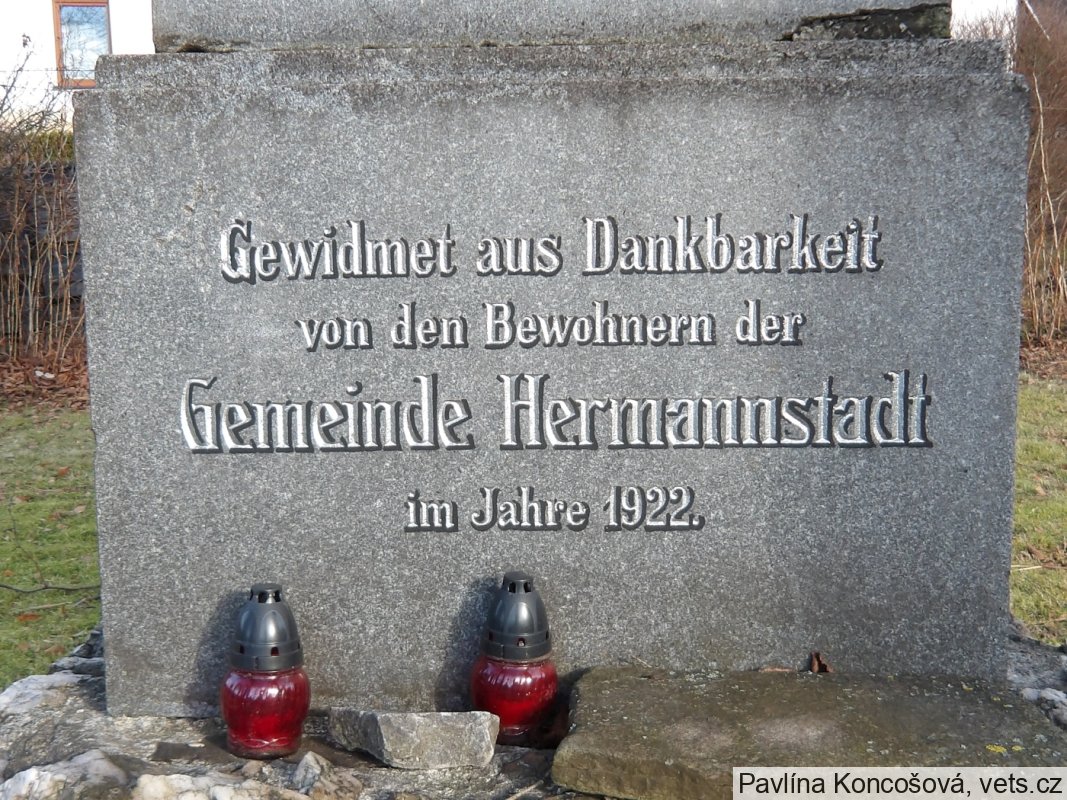 Gewidmet aus Dankbarkeit
von den Bewohnern der
Gemeinde Hermannstadt
im Jahre 1922.
Pavlína Koncošová, vets.cz